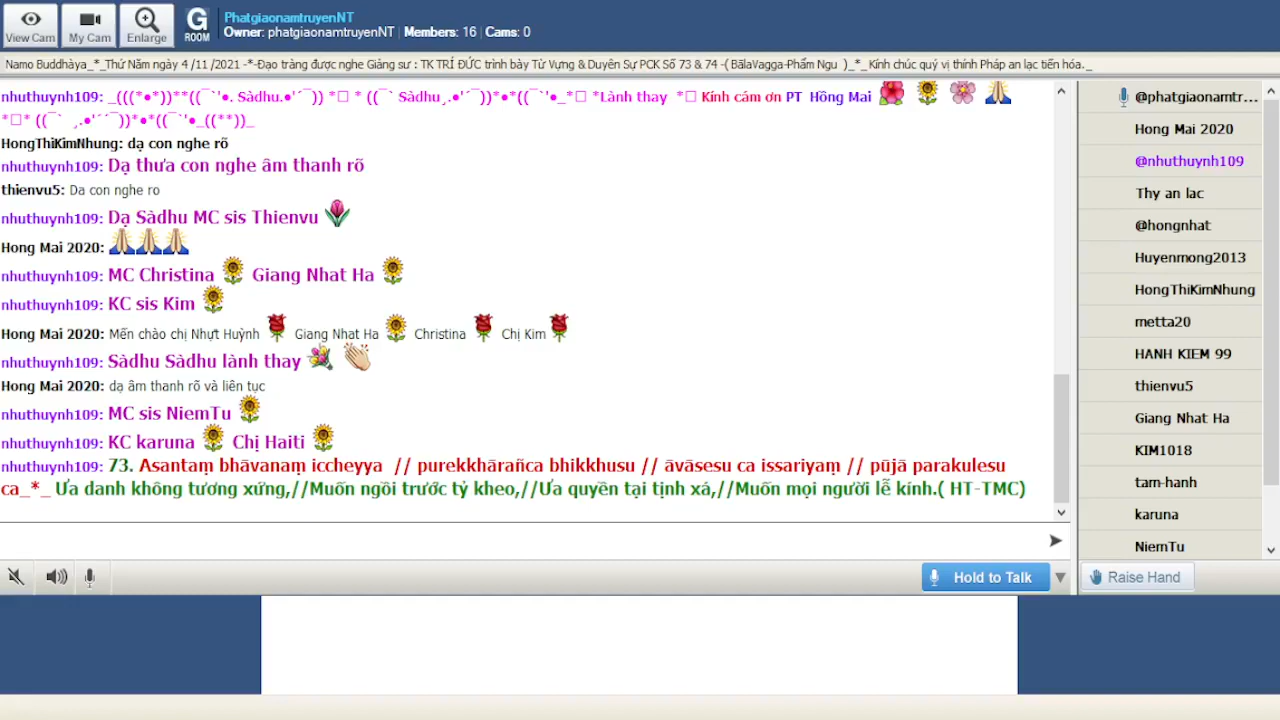 View Cam
My Cam
Enlarge
G ROOM
PhatgiaonamtruyenNT
Owner: phatgiaonamtruyenNT | Members: 16 | Cams: 0
Namo Buddhàya_*_Thứ Năm ngày 4 /11 /2021 -*-Đạo tràng được nghe Giảng sư : TK TRÍ ĐỨC trình bày Từ Vựng & Duyên Sự PCK Số 73 & 74 -( BālaVagga-Phẩm Ngu )_*_ Kính chúc quý vị thính Pháp an lạc tiến hóa._
nhuthuynh109: _(((*•*))**((¯`'•. Sàdhu.•'´¯)) * * ((¯` Sàdhu¸.•'´¯))*•*((¯`'•_* *Lành thay * Kính cám ơn PT Hồng Mai
** ((¯` ¸.•'´´¯))*•*((¯`'•_((**))_
HongThiKimNhung: dạ con nghe rõ
nhuthuynh109: Dạ thưa con nghe âm thanh rõ
thienvu5: Da con nghe ro
nhuthuynh109: Dạ Sàdhu MC sis Thienvu
Hong Mai 2020:
nhuthuynh109: MC Christina Giang Nhat Ha
nhuthuynh109: KC sis Kim
Hong Mai 2020: Mến chào chị Nhựt Huỳnh Giang Nhat Ha Christina Chị Kim
nhuthuynh109: Sàdhu Sàdhu lành thay
Hong Mai 2020: dạ âm thanh rõ và liên tục
nhuthuynh109: MC sis NiemTu
nhuthuynh109: KC karuna Chị Haiti
nhuthuynh109: 73. Asantaṃ bhāvanaṃ iccheyya // purekkhārañca bhikkhusu // āvāsesu ca issariyaṃ // pūjā parakulesu
ca_*_ Ưa danh không tương xứng,//Muốn ngồi trước tỷ kheo,//Ưa quyền tại tịnh xá,//Muốn mọi người lễ kính.( HT-TMC)
Hold to Talk
@phatgiaonamtr...
Hong Mai 2020
@nhuthuynh109
Thy an lac
@hongnhat
Huyenmong2013
HongThiKimNhung
metta20
HANH KIEM 99
thienvu5
Giang Nhat Ha
KIM1018
tam-hanh
karuna
NiemTu
Raise Hand